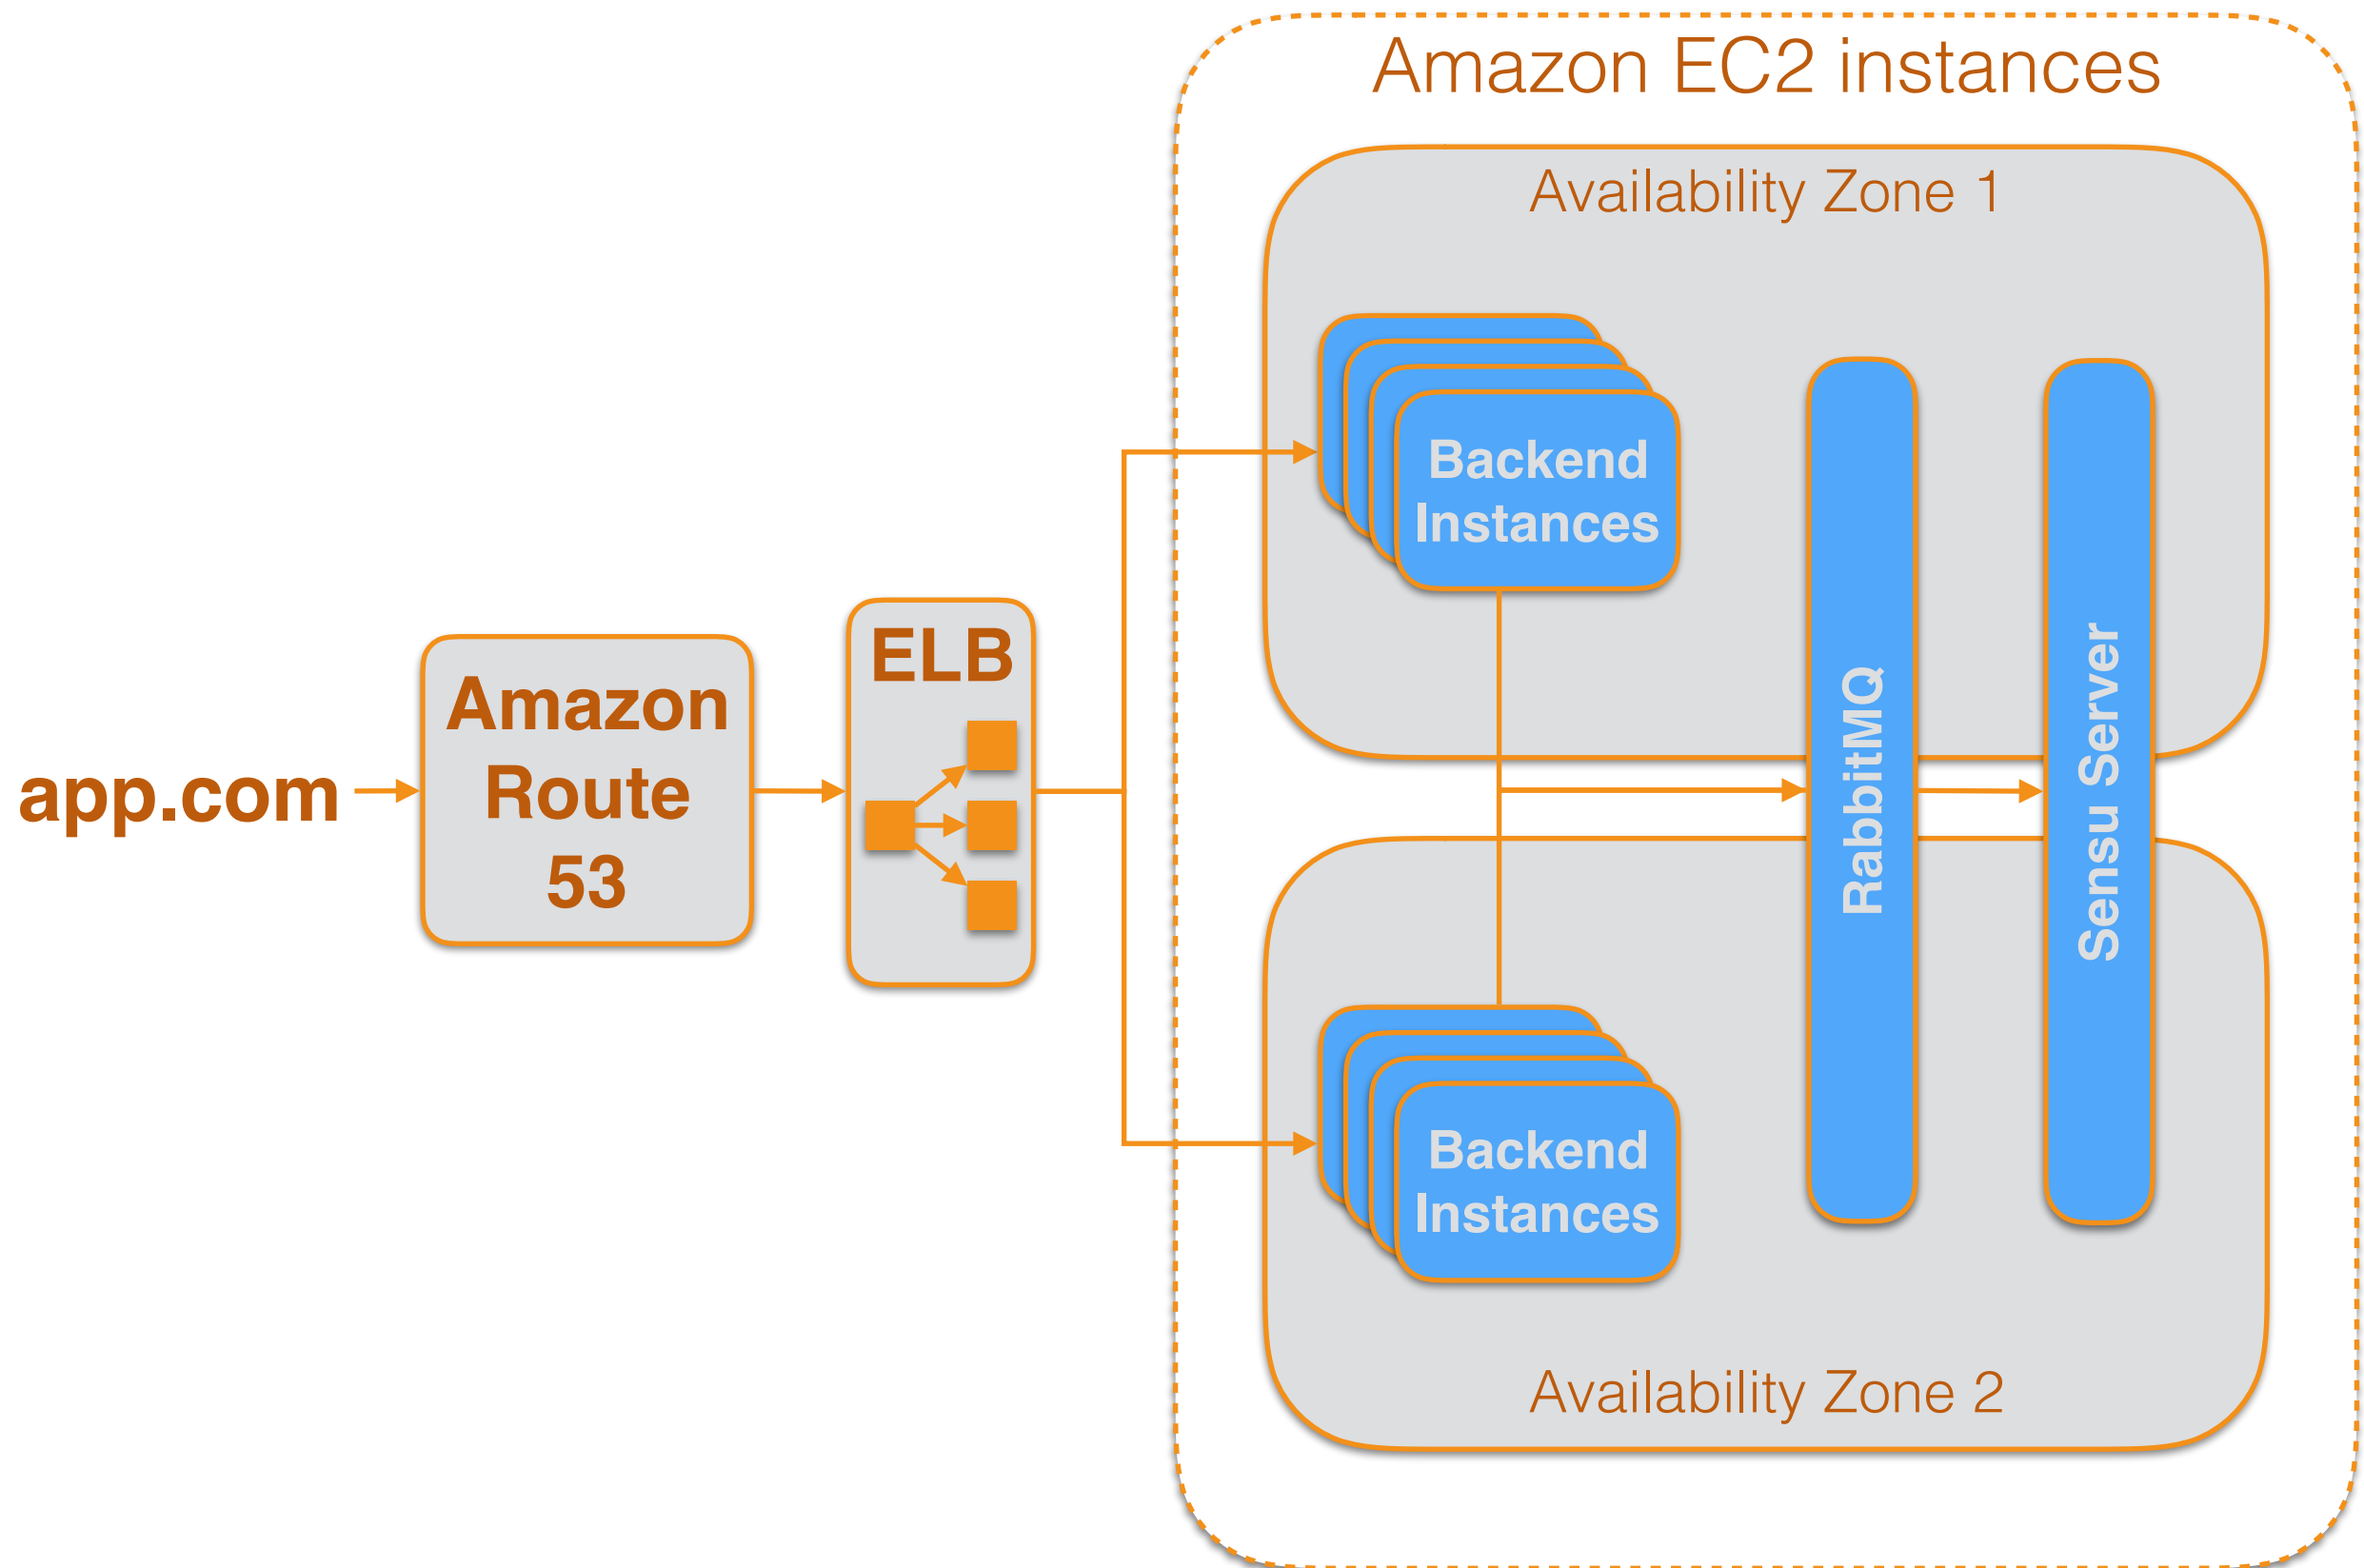 Amazon EC2 instances
Availability Zone 1
Backend
Instances
ELB
Amazon
Route
53
app.com
RabbitMQ
Sensu Server
Backend
Instances
Availability Zone 2